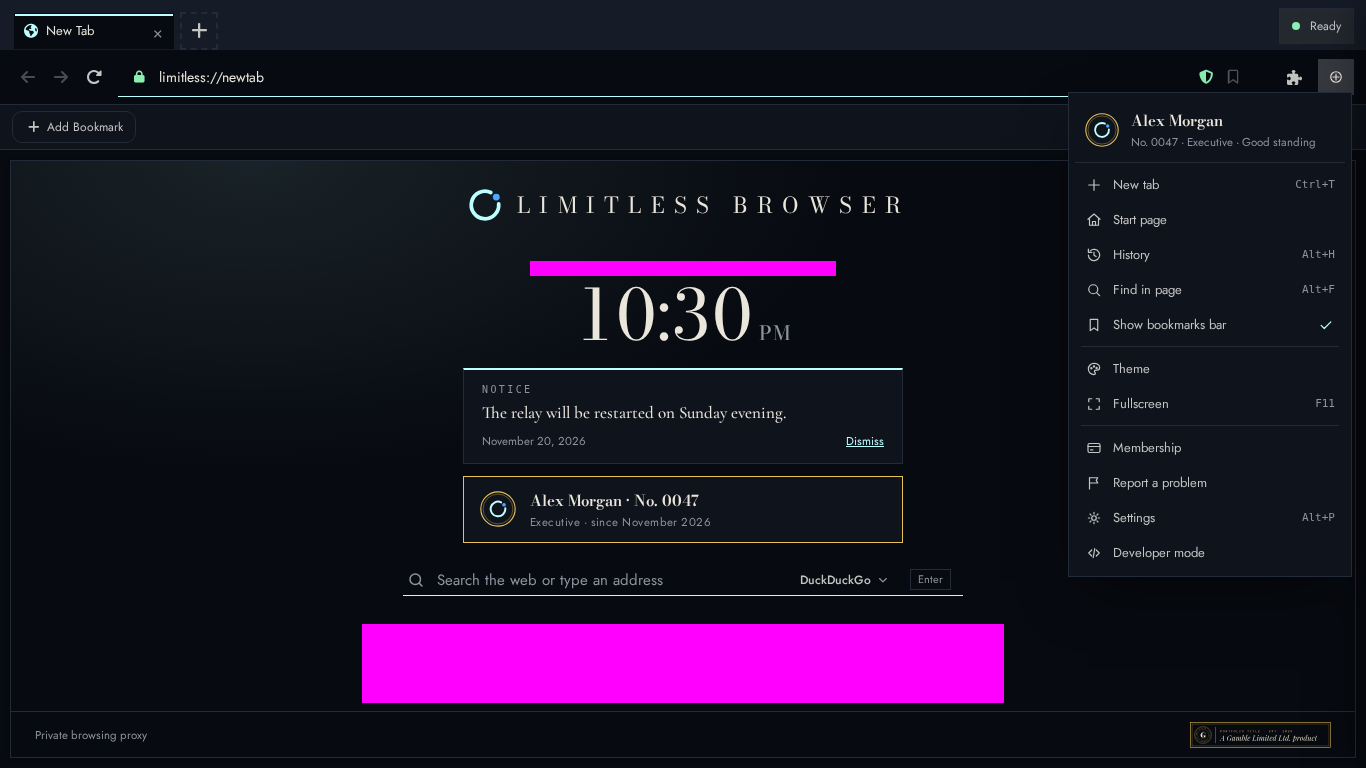 New Tab
Ready
limitless://newtab
Add Bookmark
Alex Morgan
No. 0047 · Executive · Good standing
New tab Ctrl+T
Start page
History Alt+H
Find in page Alt+F
Show bookmarks bar
Theme
Fullscreen F11
Membership
Report a problem
Settings Alt+P
Developer mode
LIMITLESS BROWSER
10:30 PM
NOTICE
The relay will be restarted on Sunday evening.
November 20, 2026 Dismiss
Alex Morgan · No. 0047
Executive · since November 2026
Search the web or type an address DuckDuckGo Enter
Private browsing proxy
G
A Gamble Limited Ltd. product